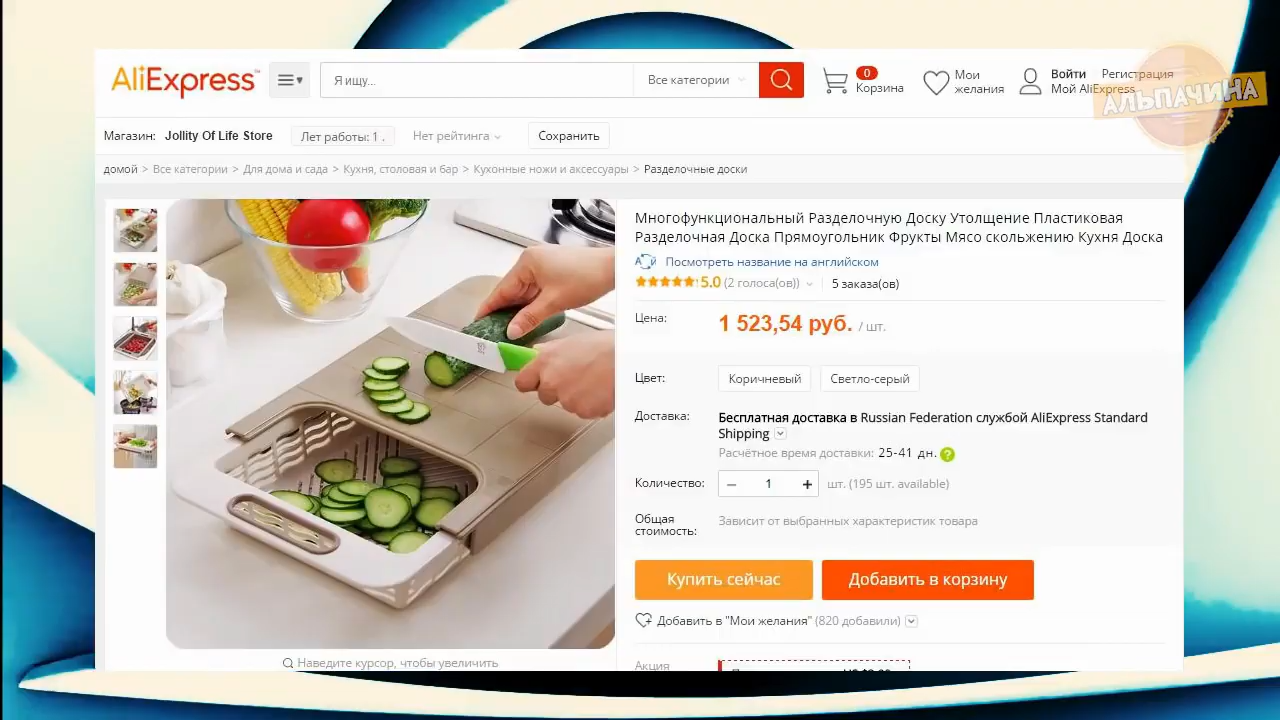 AliExpress™
Я ищу...
Все категории
0
Корзина
Мои
желания
Войти Регистрация
Мой AliExpress
АЛЬПАЧИНА
Магазин: Jollity Of Life Store
Лет работы: 1 .
Нет рейтинга
Сохранить
домой > Все категории > Для дома и сада > Кухня, столовая и бар > Кухонные ножи и аксессуары > Разделочные доски
Многофункциональный Разделочную Доску Утолщение Пластиковая
Разделочная Доска Прямоугольник Фрукты Мясо скольжению Кухня Доска
Посмотреть название на английском
5.0 (2 голоса(ов)) 5 заказа(ов)
Цена: 1 523,54 руб. / шт.
Цвет: Коричневый Светло-серый
Доставка: Бесплатная доставка в Russian Federation службой AliExpress Standard
Shipping
Расчётное время доставки: 25-41 дн. ?
Количество: − 1 + шт. (195 шт. available)
Общая
стоимость:
Зависит от выбранных характеристик товара
Купить сейчас
Добавить в корзину
Добавить в "Мои желания" (820 добавили)
Наведите курсор, чтобы увеличить
Акция